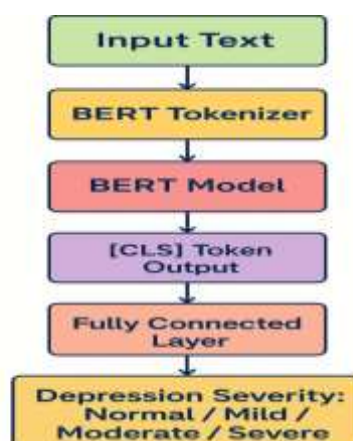 Input Text
BERT Tokenizer
BERT Model
[CLS] Token
Output
Fully Connected
Layer
Depression Severity:
Normal / Mild /
Moderate / Severe